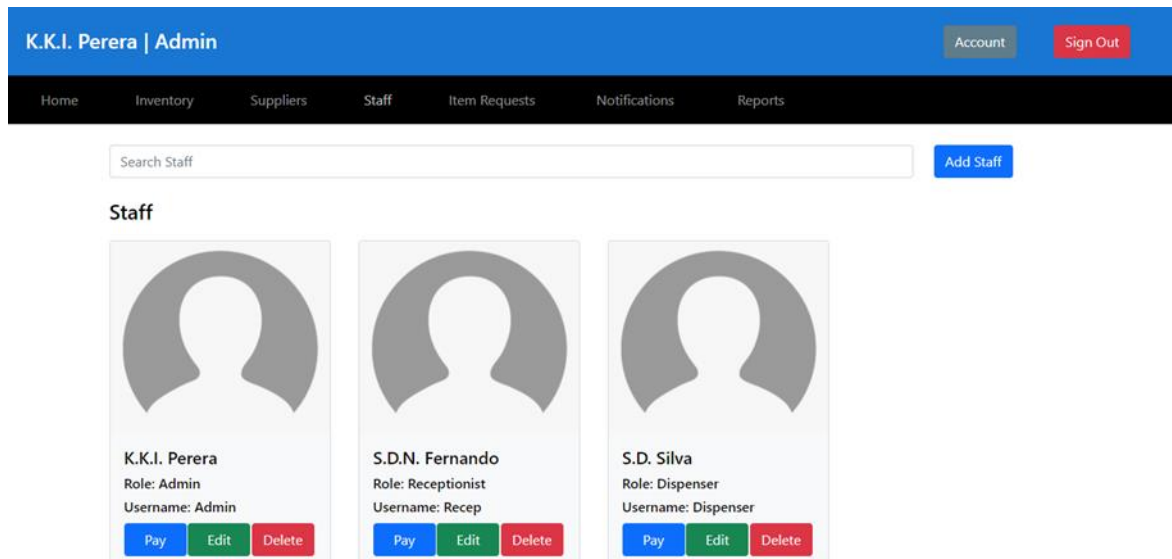 K.K.I. Perera | Admin
Account
Sign Out
Home Inventory Suppliers Staff Item Requests Notifications Reports
Search Staff
Add Staff
Staff
K.K.I. Perera
Role: Admin
Username: Admin
Pay Edit Delete
S.D.N. Fernando
Role: Receptionist
Username: Recep
Pay Edit Delete
S.D. Silva
Role: Dispenser
Username: Dispenser
Pay Edit Delete